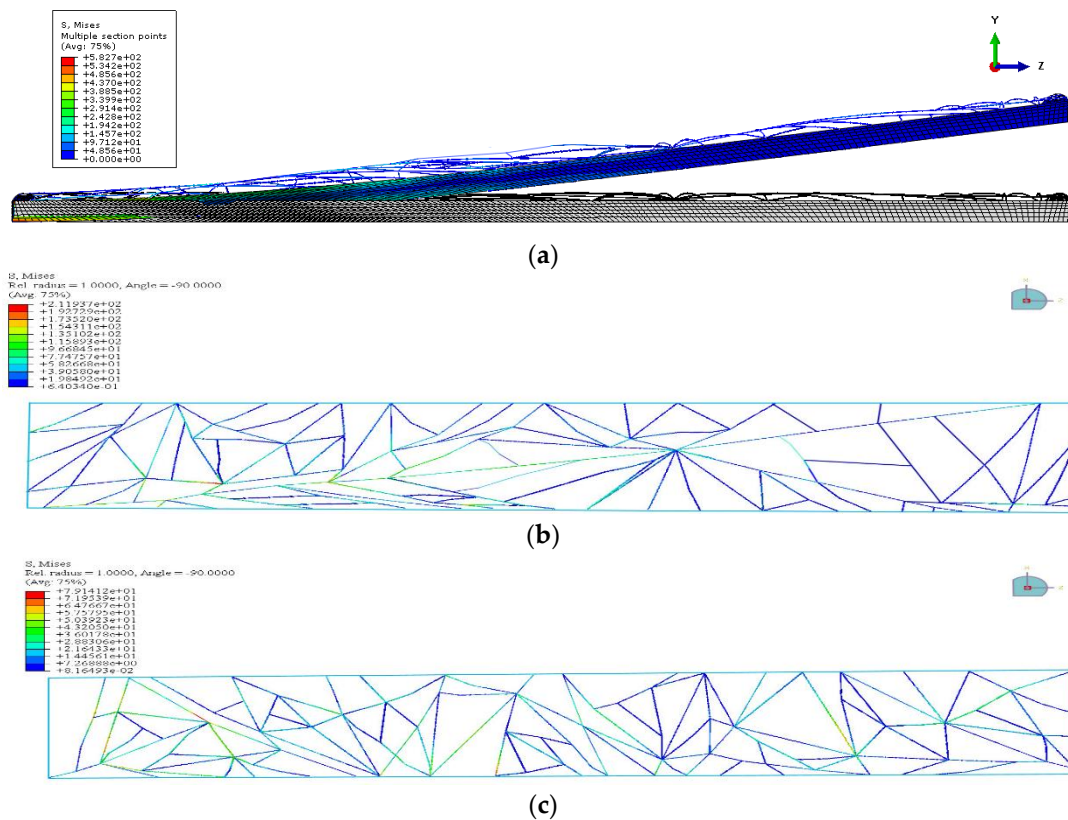 S, Mises
Multiple section points
(Avg: 75%)
+5.827e+02
+5.342e+02
+4.856e+02
+4.370e+02
+3.885e+02
+3.399e+02
+2.914e+02
+2.428e+02
+1.942e+02
+1.457e+02
+9.712e+01
+4.856e+01
+0.000e+00
Y
Z
(a)
S, Mises
Rel. radius = 1.0000, Angle = -90.0000
(Avg: 75%)
+2.11937e+02
+1.92729e+02
+1.73520e+02
+1.54311e+02
+1.35102e+02
+1.15893e+02
+9.66845e+01
+7.74757e+01
+5.82668e+01
+3.90580e+01
+1.98492e+01
+6.40340e-01
(b)
S, Mises
Rel. radius = 1.0000, Angle = -90.0000
(Avg: 75%)
+7.91412e+01
+7.19539e+01
+6.47667e+01
+5.75795e+01
+5.03923e+01
+4.32050e+01
+3.60178e+01
+2.88306e+01
+2.16433e+01
+1.44561e+01
+7.26888e+00
+8.16493e-02
(c)